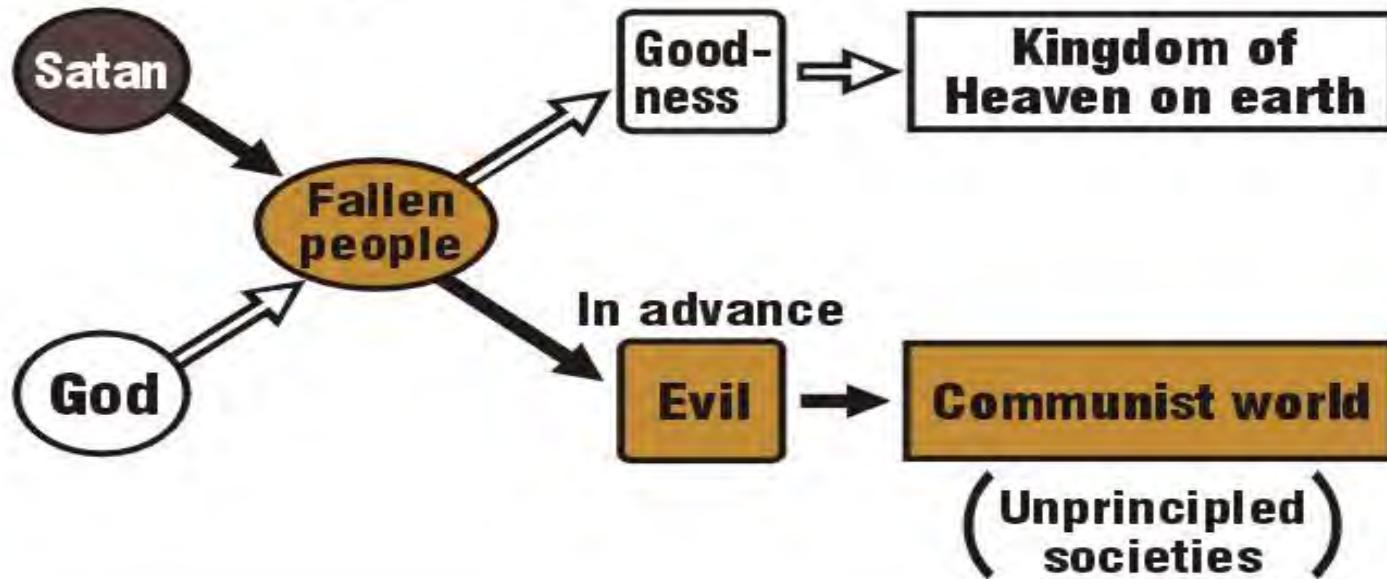 Satan
God
Fallen
people
Good-
ness
Kingdom of
Heaven on earth
In advance
Evil
Communist world
(Unprincipled
societies)